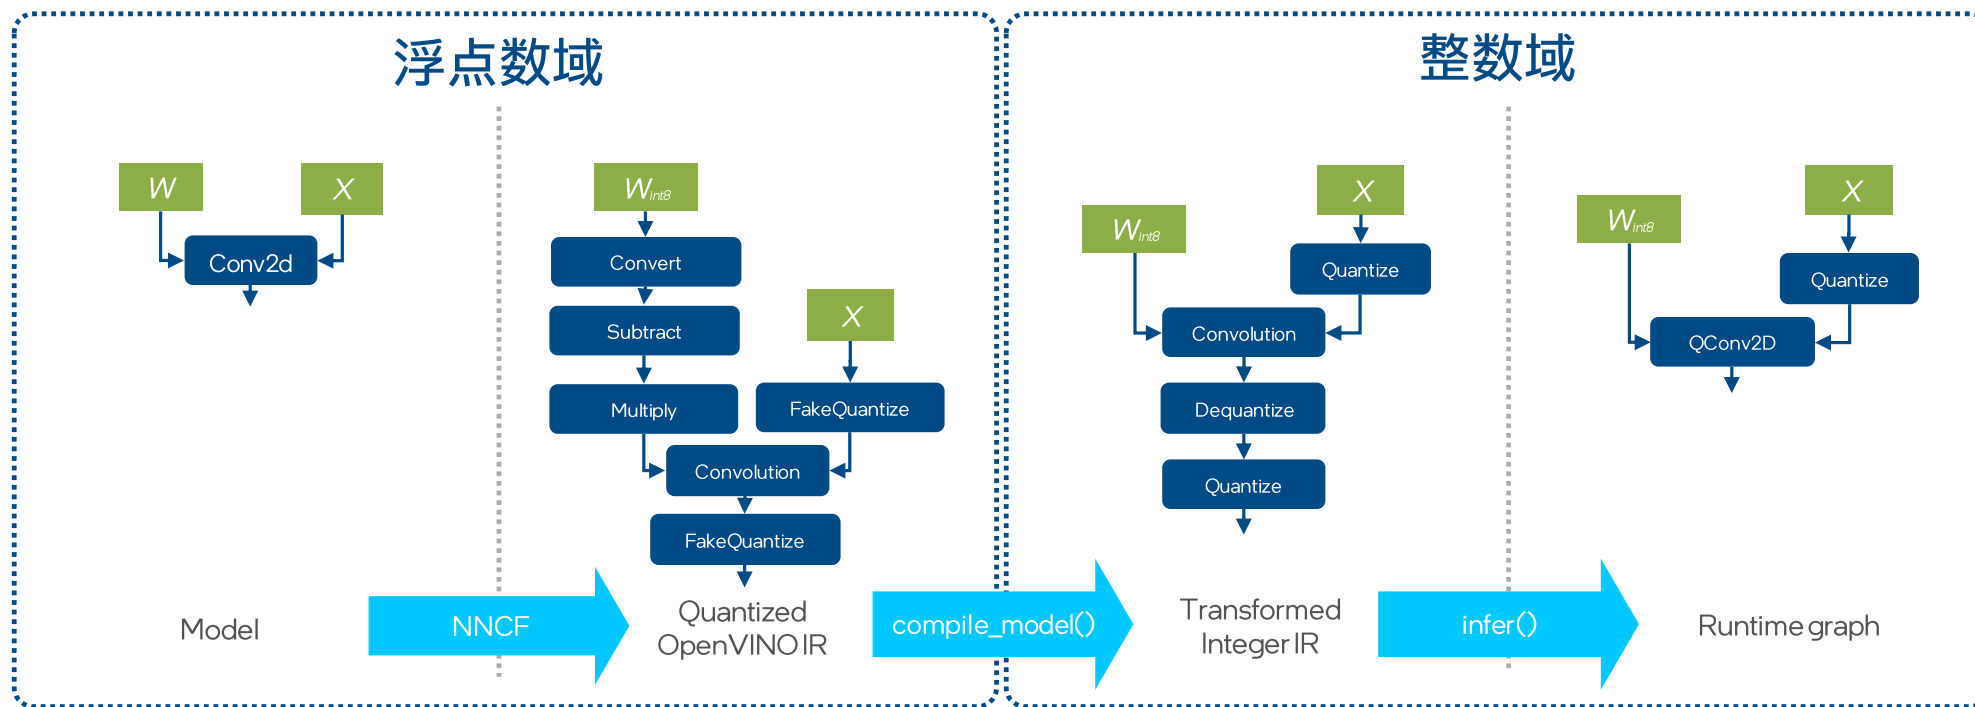 浮点数域
整数域
W
X
Conv2d
Model
NNCF
Wint8
Convert
Subtract
Multiply
X
FakeQuantize
Convolution
FakeQuantize
Quantized
OpenVINO IR
compile_model()
Wint8
X
Quantize
Convolution
Dequantize
Quantize
Transformed
Integer IR
infer()
Wint8
X
Quantize
QConv2D
Runtime graph